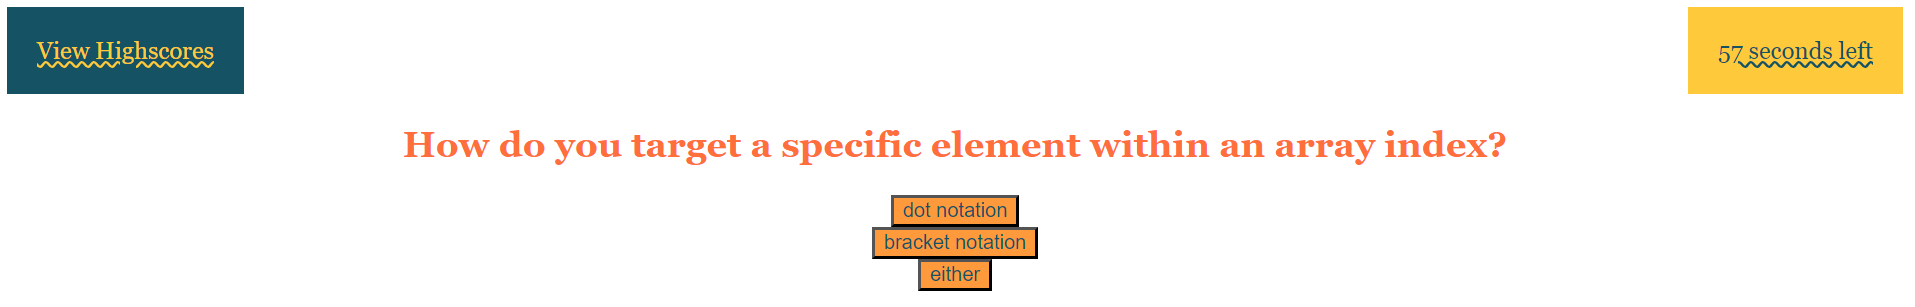 View Highscores
57 seconds left
How do you target a specific element within an array index?
dot notation
bracket notation
either